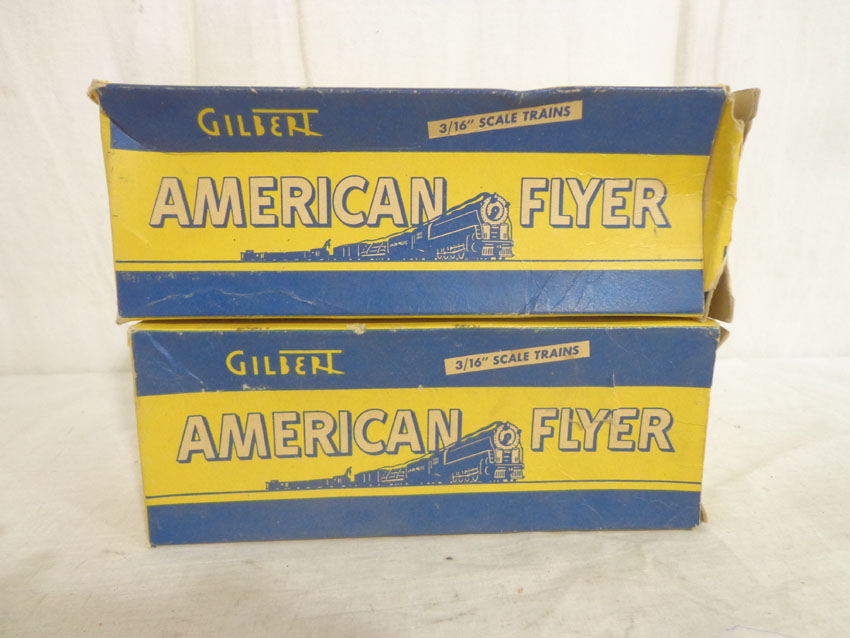 GILBERT
3/16" SCALE TRAINS
AMERICAN FLYER
GILBERT
3/16" SCALE TRAINS
AMERICAN FLYER